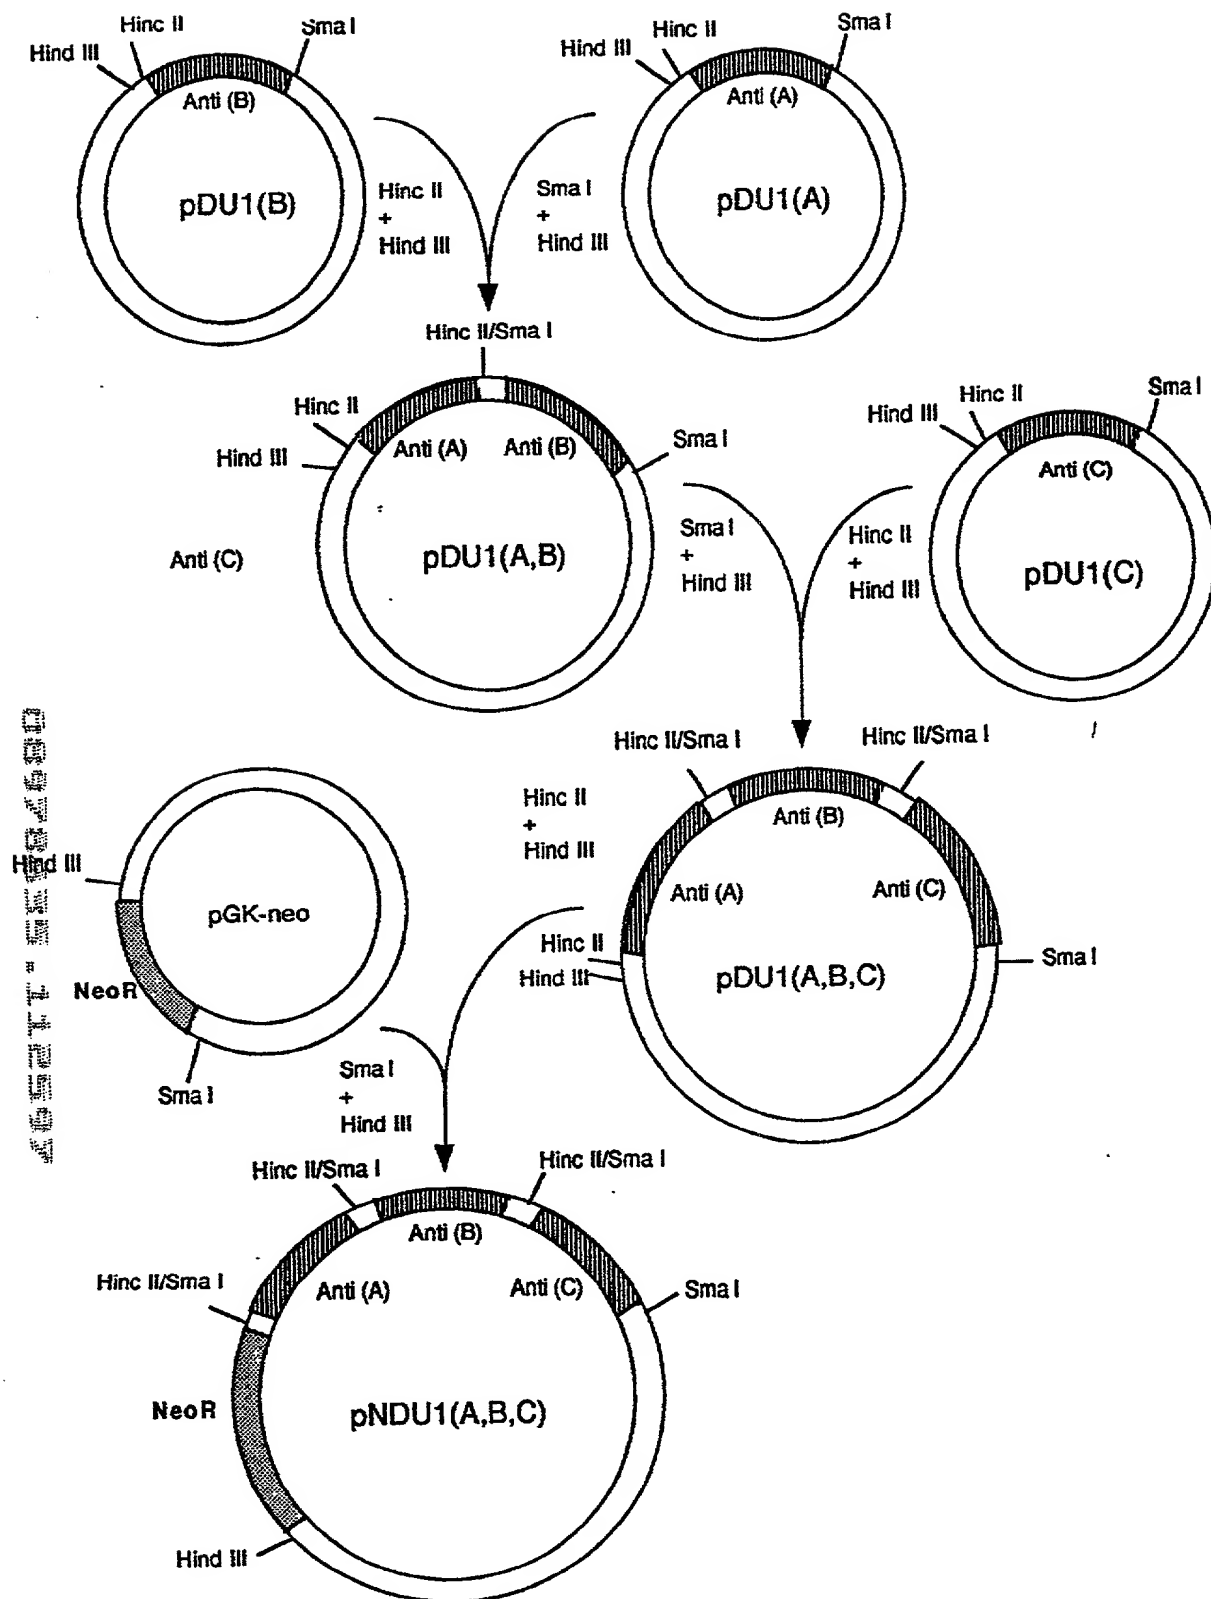 Hinc II
Sma I
Hind III
Anti (B)
pDU1(B)
Hinc II
+
Hind III
Sma I
Hinc II
Hind III
Anti (A)
pDU1(A)
Sma I
+
Hind III
Hinc II/Sma I
Hinc II
Hind III
Anti (A)
Anti (B)
Sma I
Anti (C)
pDU1(A,B)
Sma I
+
Hind III
Hinc II
+
Hind III
Sma I
Hinc II
Hind III
Anti (C)
pDU1(C)
Hinc II/Sma I
Hinc II/Sma I
Hinc II
+
Hind III
Anti (B)
Anti (A)
Anti (C)
Hinc II
Hind III
Sma I
pDU1(A,B,C)
Hind III
pGK-neo
NeoR
Sma I
Sma I
+
Hind III
Hinc II/Sma I
Hinc II/Sma I
Anti (B)
Hinc II/Sma I
Anti (A)
Anti (C)
Sma I
NeoR
pNDU1(A,B,C)
Hind III